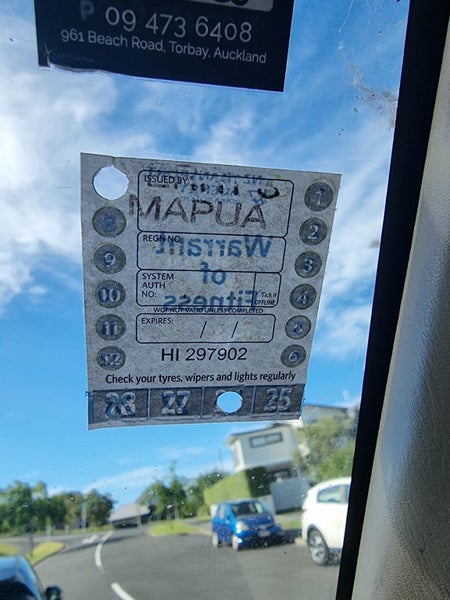 P 09 473 6408
961 Beach Road, Torbay, Auckland
ISSUED BY:
MAPUA
REGN NO:
Warrant
SYSTEM
AUTH
NO:
of
Fitness
Tick if
OFFLINE
WOF NOT VALID UNLESS COMPLETED
EXPIRES: / /
HI 297902
Check your tyres, wipers and lights regularly
8
9
10
11
12
1
2
3
4
6
28 27 25